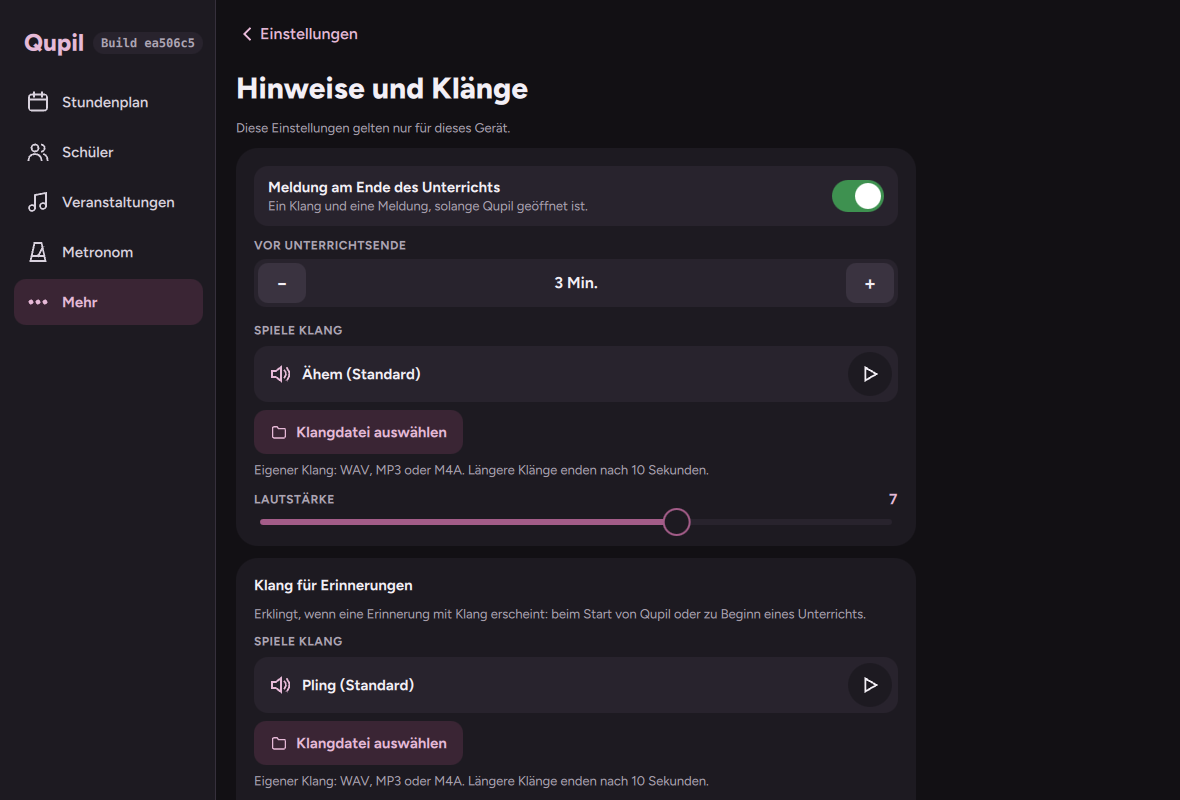 Qupil
Build ea506c5
Stundenplan
Schüler
Veranstaltungen
Metronom
Mehr
Einstellungen
Hinweise und Klänge
Diese Einstellungen gelten nur für dieses Gerät.
Meldung am Ende des Unterrichts
Ein Klang und eine Meldung, solange Qupil geöffnet ist.
VOR UNTERRICHTSENDE
− 3 Min. +
SPIELE KLANG
Ähem (Standard)
Klangdatei auswählen
Eigener Klang: WAV, MP3 oder M4A. Längere Klänge enden nach 10 Sekunden.
LAUTSTÄRKE 7
Klang für Erinnerungen
Erklingt, wenn eine Erinnerung mit Klang erscheint: beim Start von Qupil oder zu Beginn eines Unterrichts.
SPIELE KLANG
Pling (Standard)
Klangdatei auswählen
Eigener Klang: WAV, MP3 oder M4A. Längere Klänge enden nach 10 Sekunden.